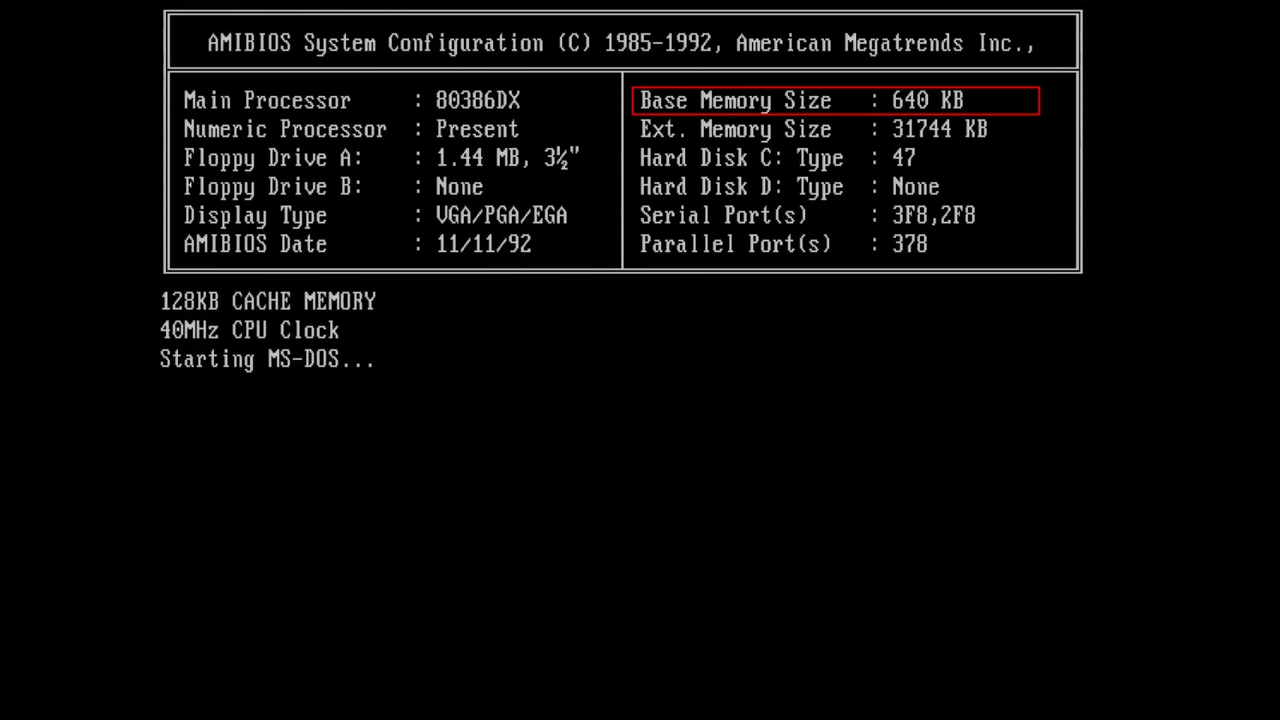 AMIBIOS System Configuration (C) 1985-1992, American Megatrends Inc.,
Main Processor : 80386DX
Numeric Processor : Present
Floppy Drive A: : 1.44 MB, 3½"
Floppy Drive B: : None
Display Type : VGA/PGA/EGA
AMIBIOS Date : 11/11/92
Base Memory Size : 640 KB
Ext. Memory Size : 31744 KB
Hard Disk C: Type : 47
Hard Disk D: Type : None
Serial Port(s) : 3F8,2F8
Parallel Port(s) : 378
128KB CACHE MEMORY
40MHz CPU Clock
Starting MS-DOS...